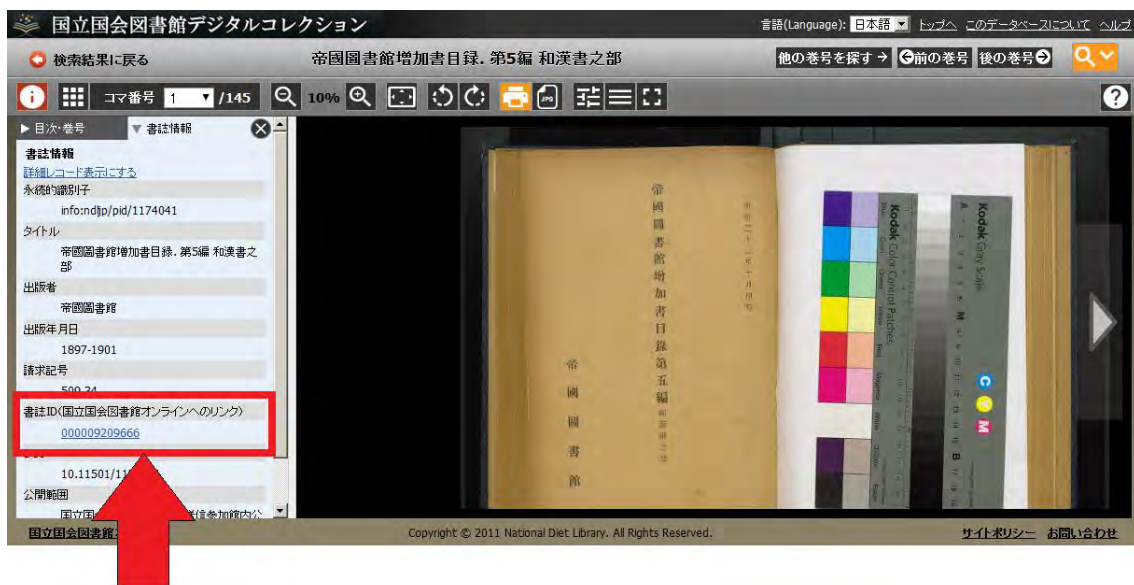 国立国会図書館デジタルコレクション
言語(Language): 日本語 トップへ このデータベースについて ヘルプ
検索結果に戻る
帝國圖書館増加書目録. 第5編 和漢書之部
他の巻号を探す 前の巻号 後の巻号
i コマ番号 1 /145 10% JPG ?
目次・巻号 書誌情報
書誌情報
詳細レコード表示にする
永続的識別子
info:ndljp/pid/1174041
タイトル
帝國圖書館増加書目録. 第5編 和漢書之
部
出版者
帝國圖書館
出版年月日
1897-1901
請求記号
500-34
書誌ID(国立国会図書館オンラインへのリンク)
000009209666
10.11501/11
公開範囲
国立国
帝國圖書館増加書目録第五編
帝國圖書館
Kodak Color Control Patches
Kodak Gray Scale
A
M
B
C
Y
M
国立国会図書館
Copyright © 2011 National Diet Library. All Rights Reserved.
サイトポリシー お問い合わせ